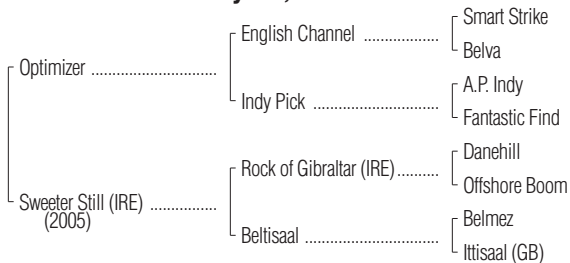 Smart Strike
English Channel ..................
Belva
Optimizer .............................
A.P. Indy
Indy Pick ..............................
Fantastic Find
Danehill
Rock of Gibraltar (IRE)..........
Offshore Boom
Sweeter Still (IRE) ................
(2005)
Belmez
Beltisaal ................................
Ittisaal (GB)